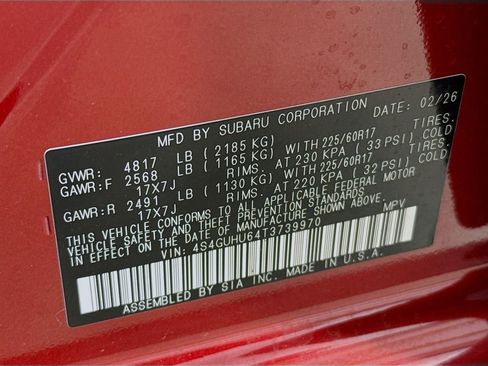 MFD BY SUBARU CORPORATION DATE: 02/26
GVWR: 4817 LB ( 2185 KG)
GAWR:F 2568 LB ( 1165 KG)WITH 225/60R17 TIRES.
17X7J RIMS. AT 230 KPA ( 33 PSI) COLD
GAWR:R 2491 LB ( 1130 KG)WITH 225/60R17 TIRES.
17X7J RIMS. AT 220 KPA ( 32 PSI) COLD
THIS VEHICLE CONFORMS TO ALL APPLICABLE FEDERAL MOTOR
VEHICLE SAFETY AND THEFT PREVENTION STANDARDS IN EFFECT
ON THE DATE OF MANUFACTURE SHOWN ABOVE.
VIN: 4S4GUHU64T3739970 MPV
ASSEMBLED BY SIA INC. MADE IN U.S.A.